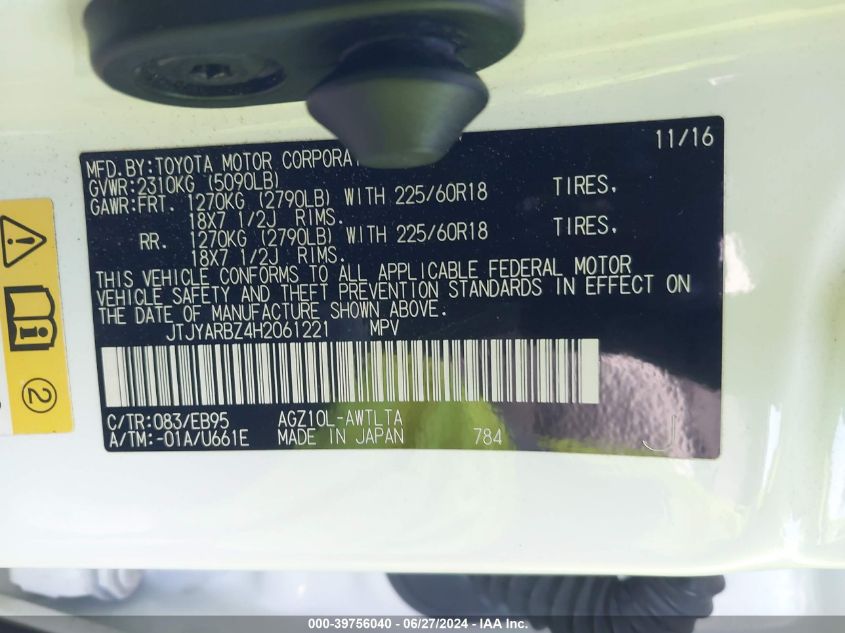 11/16
MFD.BY:TOYOTA MOTOR CORPORAT
GVWR:2310KG (5090LB)
GAWR:FRT. 1270KG (2790LB) WITH 225/60R18 TIRES,
18X7 1/2J RIMS.
RR. 1270KG (2790LB) WITH 225/60R18 TIRES,
18X7 1/2J RIMS.
THIS VEHICLE CONFORMS TO ALL APPLICABLE FEDERAL MOTOR
VEHICLE SAFETY AND THEFT PREVENTION STANDARDS IN EFFECT ON
THE DATE OF MANUFACTURE SHOWN ABOVE.
JTJYARBZ4H2061221 MPV
C/TR:083/EB95 AGZ10L-AWTLTA
A/TM:-01A/U661E MADE IN JAPAN 784
J
2
000-39756040 - 06/27/2024 - IAA Inc.